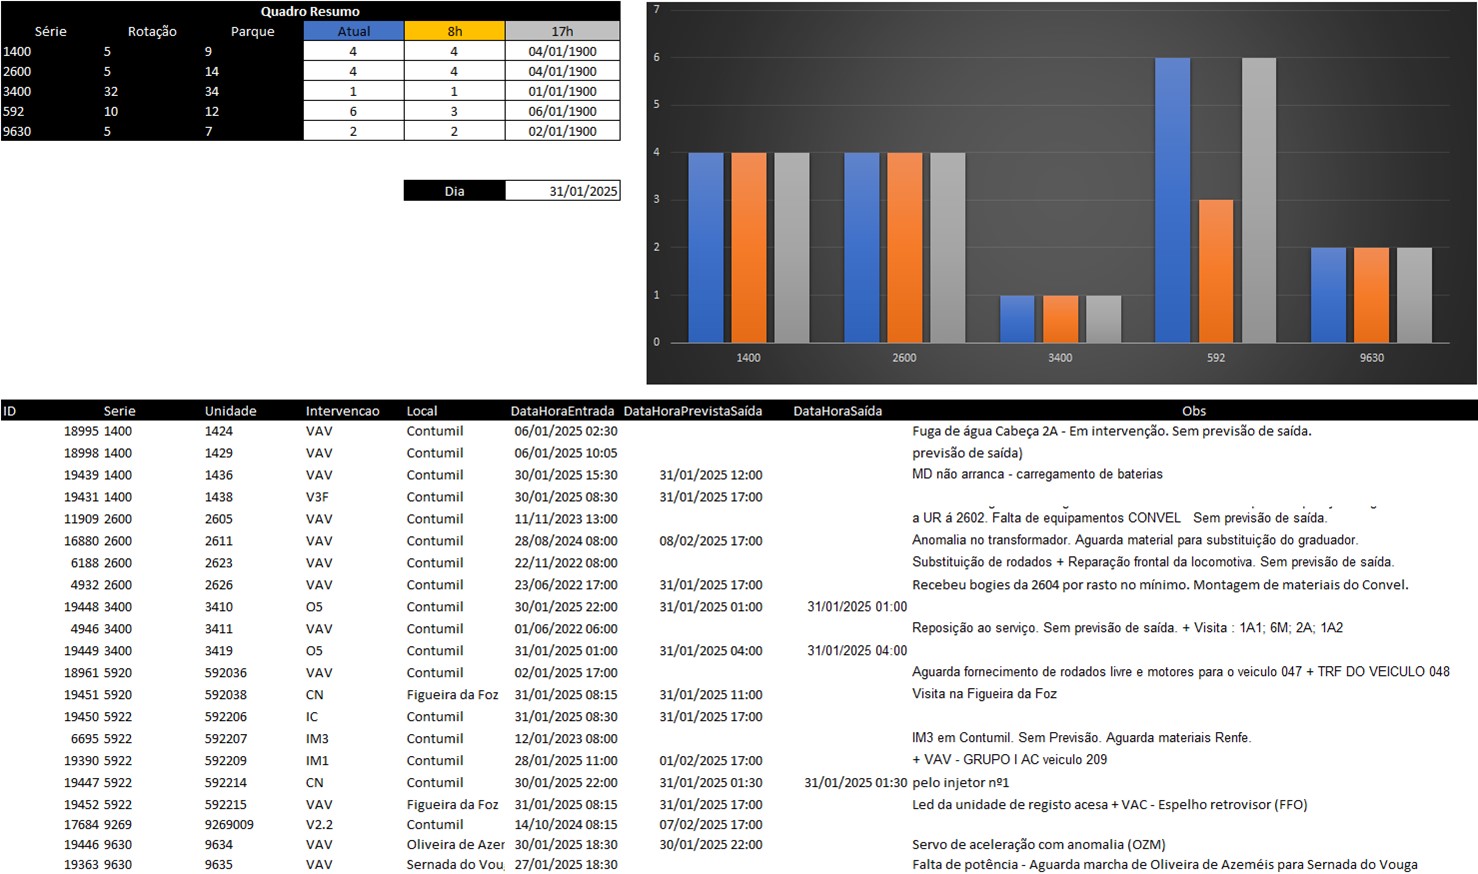 Quadro Resumo
Série Rotação Parque Atual 8h 17h
1400 5 9 4 4 04/01/1900
2600 5 14 4 4 04/01/1900
3400 32 34 1 1 01/01/1900
592 10 12 6 3 06/01/1900
9630 5 7 2 2 02/01/1900
Dia 31/01/2025
7
6
5
4
3
2
1
0
1400 2600 3400 592 9630
ID Serie Unidade Intervencao Local DataHoraEntrada DataHoraPrevistaSaída DataHoraSaída Obs
18995 1400 1424 VAV Contumil 06/01/2025 02:30 Fuga de água Cabeça 2A - Em intervenção. Sem previsão de saída.
18998 1400 1429 VAV Contumil 06/01/2025 10:05 previsão de saída)
19439 1400 1436 VAV Contumil 30/01/2025 15:30 31/01/2025 12:00 MD não arranca - carregamento de baterias
19431 1400 1438 V3F Contumil 30/01/2025 08:30 31/01/2025 17:00
11909 2600 2605 VAV Contumil 11/11/2023 13:00 a UR á 2602. Falta de equipamentos CONVEL Sem previsão de saída.
16880 2600 2611 VAV Contumil 28/08/2024 08:00 08/02/2025 17:00 Anomalia no transformador. Aguarda material para substituição do graduador.
6188 2600 2623 VAV Contumil 22/11/2022 08:00 Substituição de rodados + Reparação frontal da locomotiva. Sem previsão de saída.
4932 2600 2626 VAV Contumil 23/06/2022 17:00 31/01/2025 17:00 Recebeu bogies da 2604 por rasto no mínimo. Montagem de materiais do Convel.
19448 3400 3410 O5 Contumil 30/01/2025 22:00 31/01/2025 01:00 31/01/2025 01:00
4946 3400 3411 VAV Contumil 01/06/2022 06:00 Reposição ao serviço. Sem previsão de saída. + Visita : 1A1; 6M; 2A; 1A2
19449 3400 3419 O5 Contumil 31/01/2025 01:00 31/01/2025 04:00 31/01/2025 04:00
18961 5920 592036 VAV Contumil 02/01/2025 17:00 Aguarda fornecimento de rodados livre e motores para o veiculo 047 + TRF DO VEICULO 048
19451 5920 592038 CN Figueira da Foz 31/01/2025 08:15 31/01/2025 11:00 Visita na Figueira da Foz
19450 5922 592206 IC Contumil 31/01/2025 08:30 31/01/2025 17:00
6695 5922 592207 IM3 Contumil 12/01/2023 08:00 IM3 em Contumil. Sem Previsão. Aguarda materiais Renfe.
19390 5922 592209 IM1 Contumil 28/01/2025 11:00 01/02/2025 17:00 + VAV - GRUPO I AC veiculo 209
19447 5922 592214 CN Contumil 30/01/2025 22:00 31/01/2025 01:30 31/01/2025 01:30 pelo injetor nº1
19452 5922 592215 VAV Figueira da Foz 31/01/2025 08:15 31/01/2025 17:00 Led da unidade de registo acesa + VAC - Espelho retrovisor (FFO)
17684 9269 9269009 V2.2 Contumil 14/10/2024 08:15 07/02/2025 17:00
19446 9630 9634 VAV Oliveira de Azer 30/01/2025 18:30 30/01/2025 22:00 Servo de aceleração com anomalia (OZM)
19363 9630 9635 VAV Sernada do Vou 27/01/2025 18:30 Falta de potência - Aguarda marcha de Oliveira de Azeméis para Sernada do Vouga